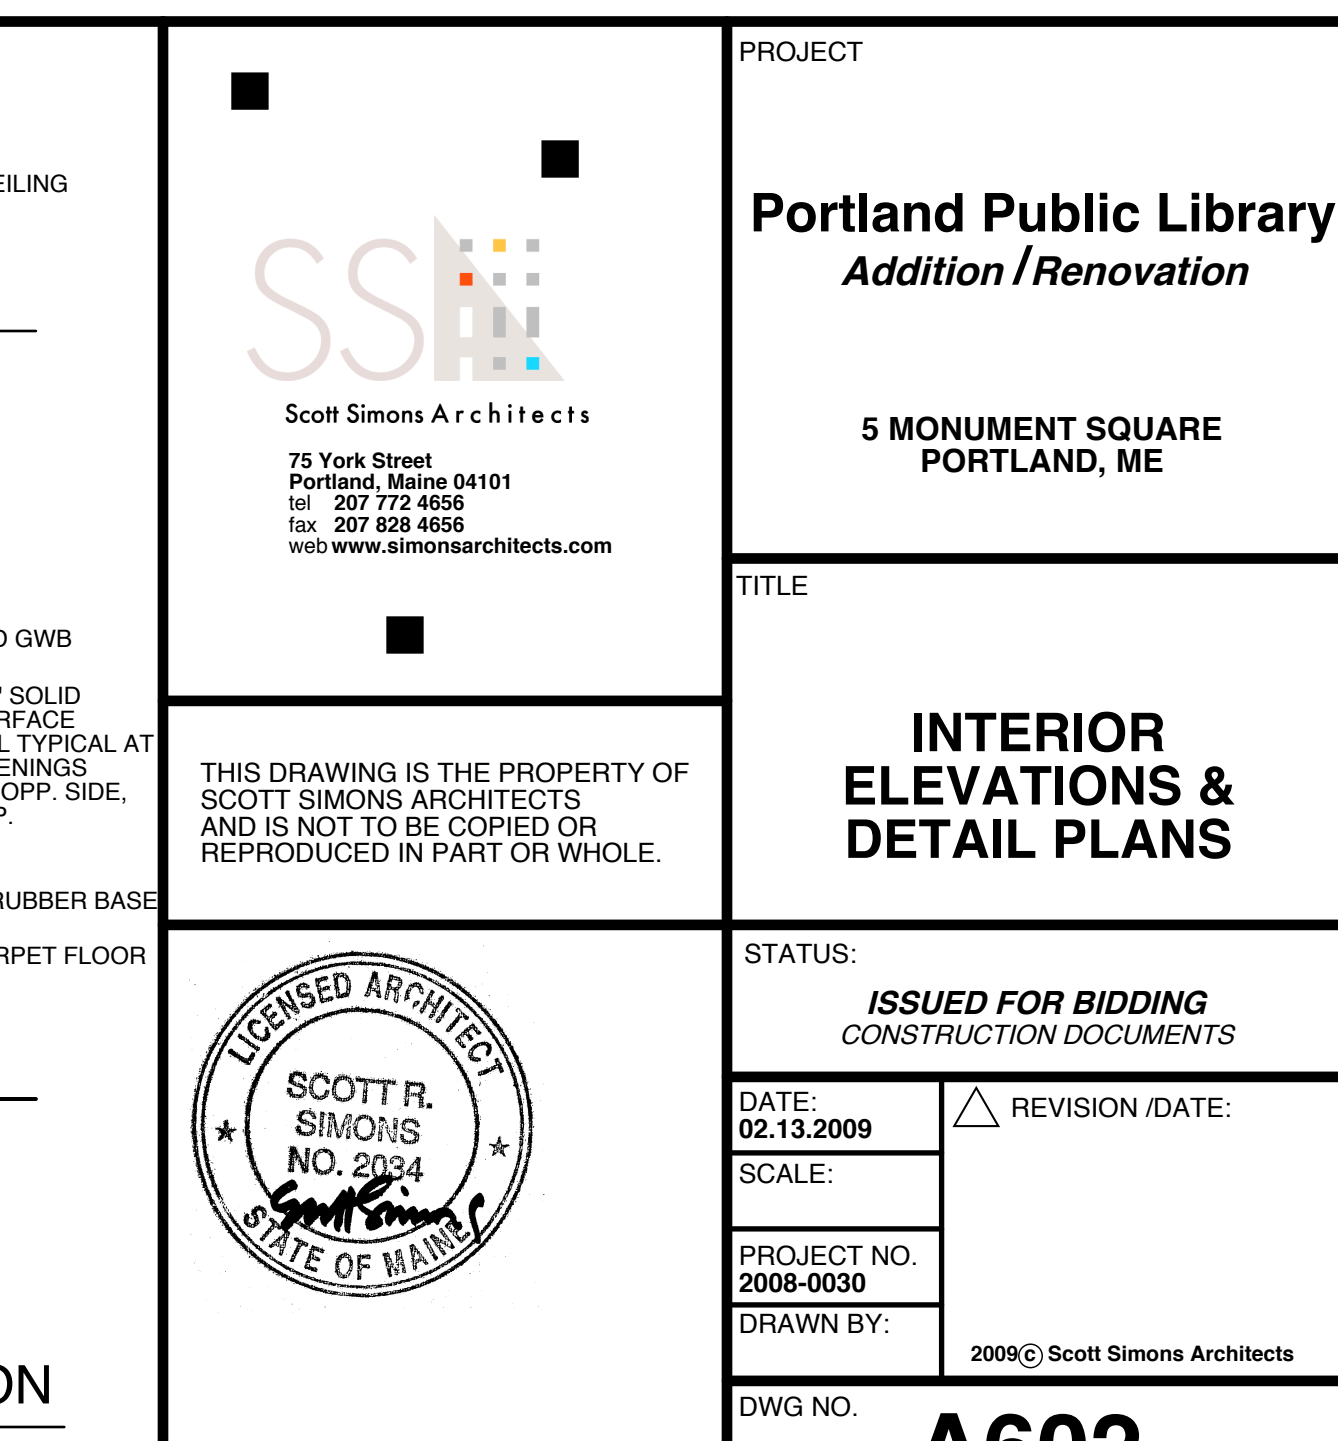 EILING
GWB
SOLID
RFACE
L TYPICAL AT
ENINGS
OPP. SIDE,
P.
RUBBER BASE
RPET FLOOR
ON
SSA
Scott Simons Architects
75 York Street
Portland, Maine 04101
tel 207 772 4656
fax 207 828 4656
web www.simonsarchitects.com
THIS DRAWING IS THE PROPERTY OF
SCOTT SIMONS ARCHITECTS
AND IS NOT TO BE COPIED OR
REPRODUCED IN PART OR WHOLE.
LICENSED ARCHITECT
SCOTT R.
SIMONS
NO. 2034
STATE OF MAINE
PROJECT
Portland Public Library
Addition / Renovation
5 MONUMENT SQUARE
PORTLAND, ME
TITLE
INTERIOR
ELEVATIONS &
DETAIL PLANS
STATUS:
ISSUED FOR BIDDING
CONSTRUCTION DOCUMENTS
DATE:
02.13.2009
SCALE:
PROJECT NO.
2008-0030
DRAWN BY:
REVISION /DATE:
2009 © Scott Simons Architects
DWG NO.